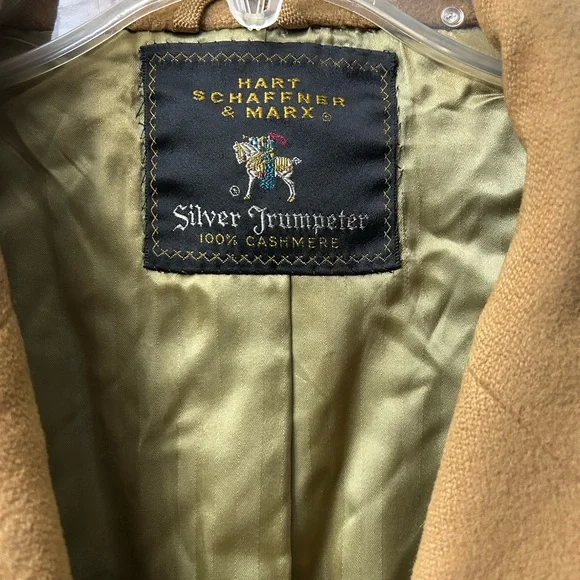 HART
SCHAFFNER
& MARX ®
®
Silver Trumpeter
100% CASHMERE